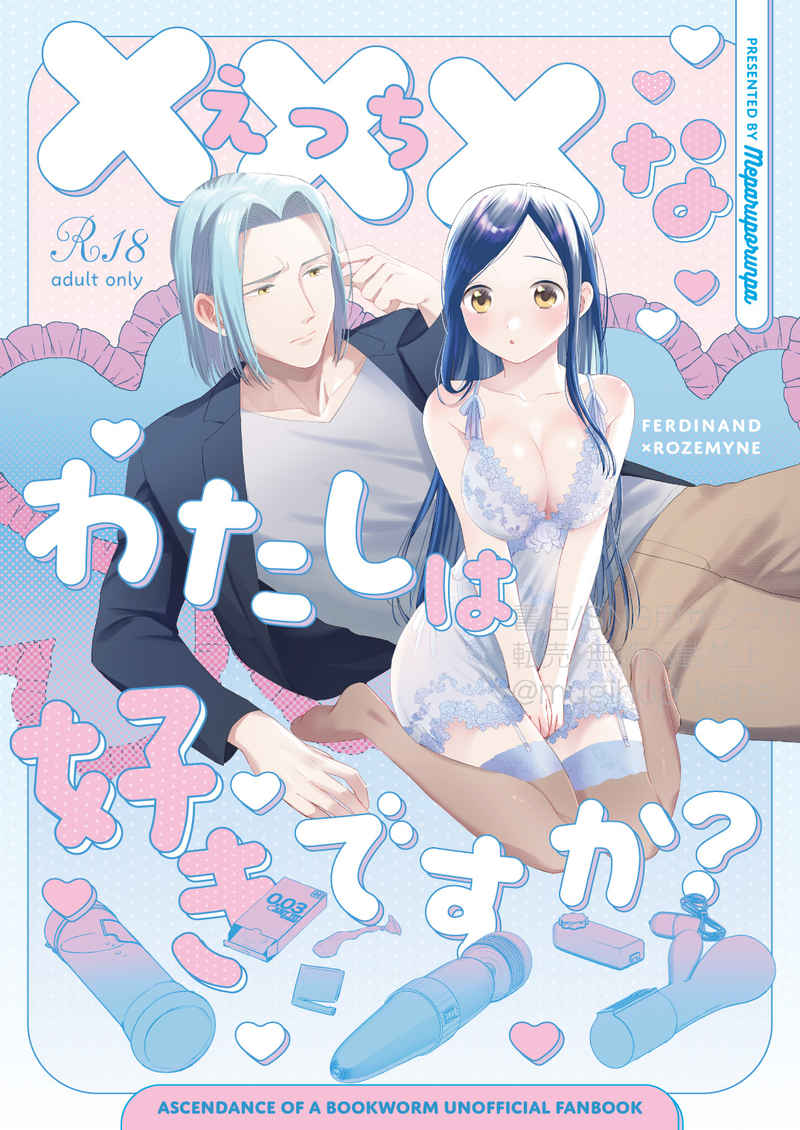 ×××
えっちな
PRESENTED BY Meparuporunpa
R18
adult only
FERDINAND
×ROZEMYNE
わたしは
好き
ですか?
0.03
ASCENDANCE OF A BOOKWORM UNOFFICIAL FANBOOK